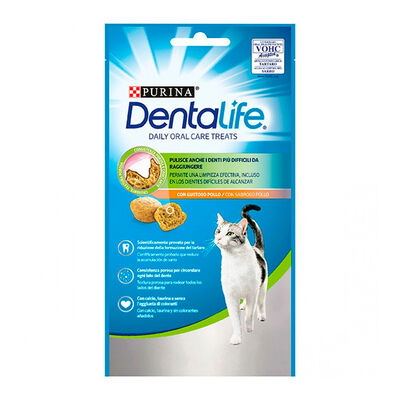 VOHC
Accepted
TARTARO
SARRO
PURINA
Dentalife®
DAILY ORAL CARE TREATS
PULISCE ANCHE I DENTI PIÙ DIFFICILI DA
RAGGIUNGERE
PERMITE UNA LIMPIEZA EFECTIVA, INCLUSO
EN LOS DIENTES DIFÍCILES DE ALCANZAR
CON GUSTOSO POLLO / CON SABROSO POLLO
Scientificamente provato per la
riduzione della formazione del tartaro
Científicamente probado que reduce
la acumulación de sarro
Consistenza porosa per circondare
ogni lato del dente
Textura porosa para rodear todos los
lados del diente
Con calcio, taurina e senza
l'aggiunta di coloranti
Con calcio, taurina y sin colorantes
añadidos